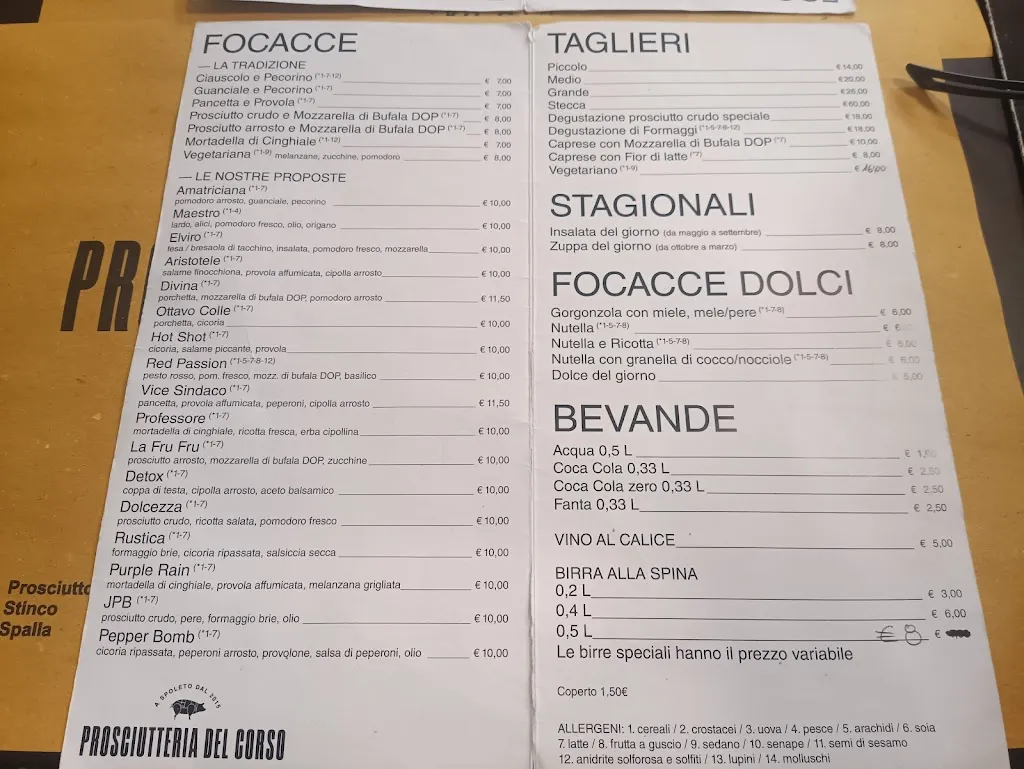 FOCACCE
— LA TRADIZIONE
Ciauscolo e Pecorino (*1-7-12) € 7,00
Guanciale e Pecorino (*1-7) € 7,00
Pancetta e Provola (*1-7) € 7,00
Prosciutto crudo e Mozzarella di Bufala DOP (*1-7) € 8,00
Prosciutto arrosto e Mozzarella di Bufala DOP (*1-7) € 8,00
Mortadella di Cinghiale (*1-12) € 7,00
Vegetariana (*1-9) melanzane, zucchine, pomodoro € 8,00
— LE NOSTRE PROPOSTE
Amatriciana (*1-7)
pomodoro arrosto, guanciale, pecorino € 10,00
Maestro (*1-4)
lardo, alici, pomodoro fresco, olio, origano € 10,00
Elviro (*1-7)
fesa / bresaola di tacchino, insalata, pomodoro fresco, mozzarella € 10,00
Aristotele (*1-7)
salame finocchiona, provola affumicata, cipolla arrosto € 10,00
Divina (*1-7)
porchetta, mozzarella di bufala DOP, pomodoro arrosto € 11,50
Ottavo Colle (*1-7)
porchetta, cicoria € 10,00
Hot Shot (*1-7)
cicoria, salame piccante, provola € 10,00
Red Passion (*1-5-7-8-12)
pesto rosso, pom. fresco, mozz. di bufala DOP, basilico € 10,00
Vice Sindaco (*1-7)
pancetta, provola affumicata, peperoni, cipolla arrosto € 11,50
Professore (*1-7)
mortadella di cinghiale, ricotta fresca, erba cipollina € 10,00
La Fru Fru (*1-7)
prosciutto arrosto, mozzarella di bufala DOP, zucchine € 10,00
Detox (*1-7)
coppa di testa, cipolla arrosto, aceto balsamico € 10,00
Dolcezza (*1-7)
prosciutto crudo, ricotta salata, pomodoro fresco € 10,00
Rustica (*1-7)
formaggio brie, cicoria ripassata, salsiccia secca € 10,00
Purple Rain (*1-7)
mortadella di cinghiale, provola affumicata, melanzana grigliata € 10,00
JPB (*1-7)
prosciutto crudo, pere, formaggio brie, olio € 10,00
Pepper Bomb (*1-7)
cicoria ripassata, peperoni arrosto, provolone, salsa di peperoni, olio € 10,00
A SPOLETO DAL 2015
PROSCIUTTERIA DEL CORSO
TAGLIERI
Piccolo € 14,00
Medio € 20,00
Grande € 26,00
Stecca € 60,00
Degustazione prosciutto crudo speciale € 18,00
Degustazione di Formaggi (*1-5-7-8-12) € 18,00
Caprese con Mozzarella di Bufala DOP (*7) € 10,00
Caprese con Fior di latte (*7) € 8,00
Vegetariano (*1-9) € 16,00
STAGIONALI
Insalata del giorno (da maggio a settembre) € 8,00
Zuppa del giorno (da ottobre a marzo) € 8,00
FOCACCE DOLCI
Gorgonzola con miele, mele/pere (*1-7-8) € 6,00
Nutella (*1-5-7-8) € 6
Nutella e Ricotta (*1-5-7-8) €
Nutella con granella di cocco/nocciole (*1-5-7-8) € 6,00
Dolce del giorno € 5,00
BEVANDE
Acqua 0,5 L € 1,
Coca Cola 0,33 L € 2,50
Coca Cola zero 0,33 L € 2,50
Fanta 0,33 L € 2,50
VINO AL CALICE € 5,00
BIRRA ALLA SPINA
0,2 L € 3,00
0,4 L € 6,00
0,5 L € 8 €
Le birre speciali hanno il prezzo variabile
Coperto 1,50€
ALLERGENI: 1. cereali / 2. crostacei / 3. uova / 4. pesce / 5. arachidi / 6. soia
7. latte / 8. frutta a guscio / 9. sedano / 10. senape / 11. semi di sesamo
12. anidrite solforosa e solfiti / 13. lupini / 14. molluschi
PR
Prosciutto
Stinco
Spalla